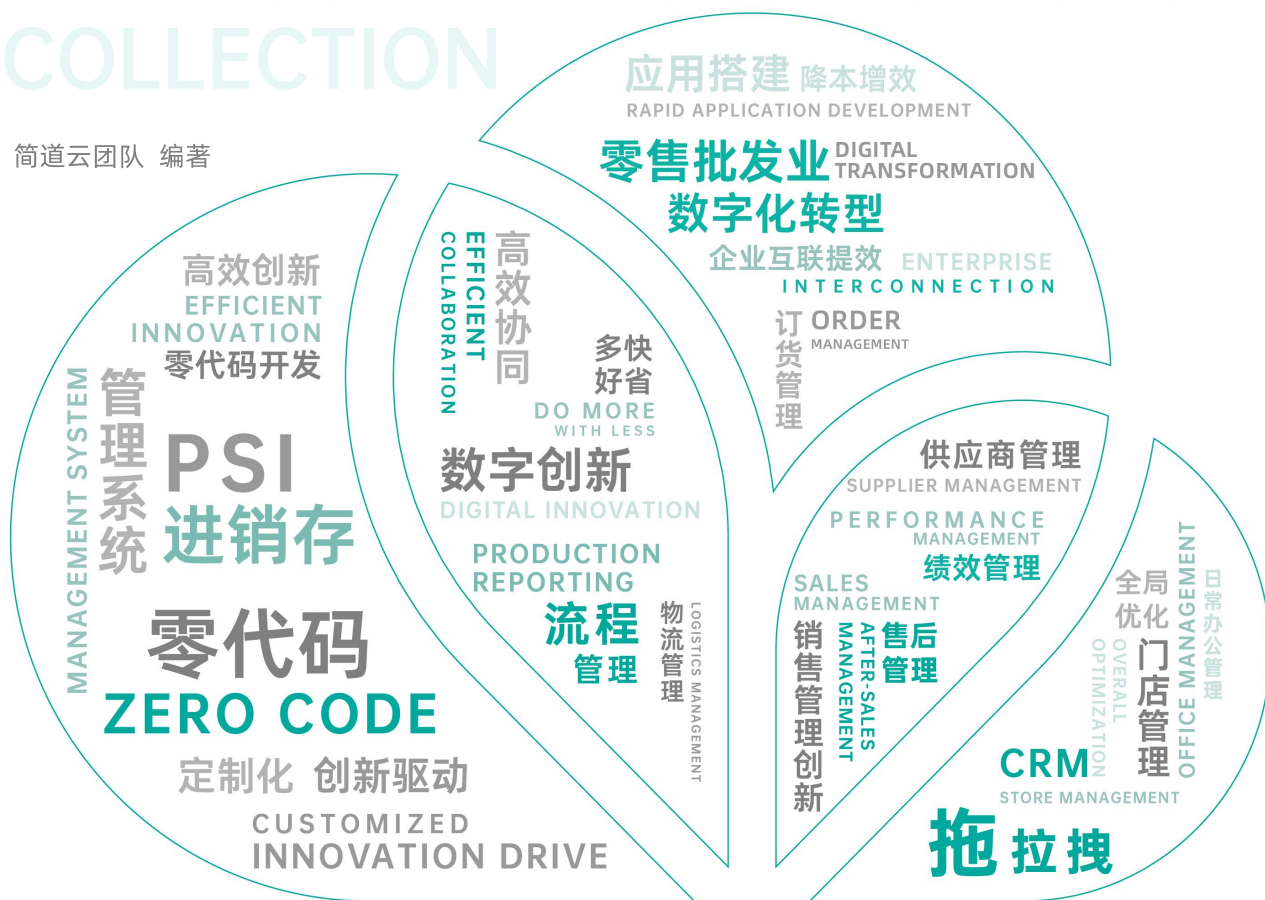 COLLECTION
简道云团队 编著
应用搭建 降本增效
RAPID APPLICATION DEVELOPMENT
零售批发业
DIGITAL
TRANSFORMATION
数字化转型
企业互联提效
ENTERPRISE
INTERCONNECTION
订货管理
ORDER
MANAGEMENT
高效创新
EFFICIENT
INNOVATION
零代码开发
MANAGEMENT SYSTEM
管理系统
PSI
进销存
零代码
ZERO CODE
定制化 创新驱动
CUSTOMIZED
INNOVATION DRIVE
高效协同
EFFICIENT
COLLABORATION
多快
好省
DO MORE
WITH LESS
数字创新
DIGITAL INNOVATION
PRODUCTION
REPORTING
流程
管理
物流管理
LOGISTICS MANAGEMENT
供应商管理
SUPPLIER MANAGEMENT
PERFORMANCE
MANAGEMENT
绩效管理
SALES
MANAGEMENT
销售管理创新
售后
管理
AFTER-SALES
MANAGEMENT
全局
优化
OVERALL
OPTIMIZATION
门店管理
OFFICE MANAGEMENT
日常办公管理
CRM
STORE MANAGEMENT
拖拉拽